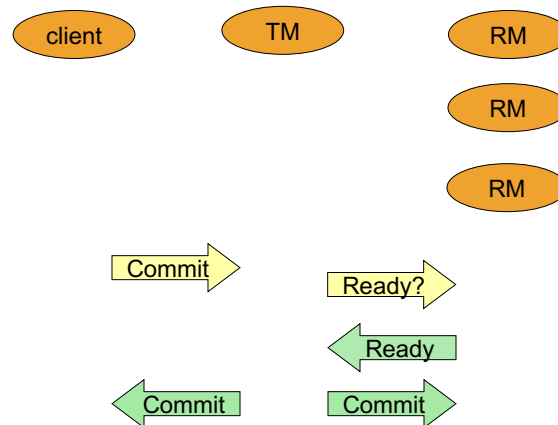 client
TM
RM
RM
RM
Commit
Ready?
Ready
Commit
Commit